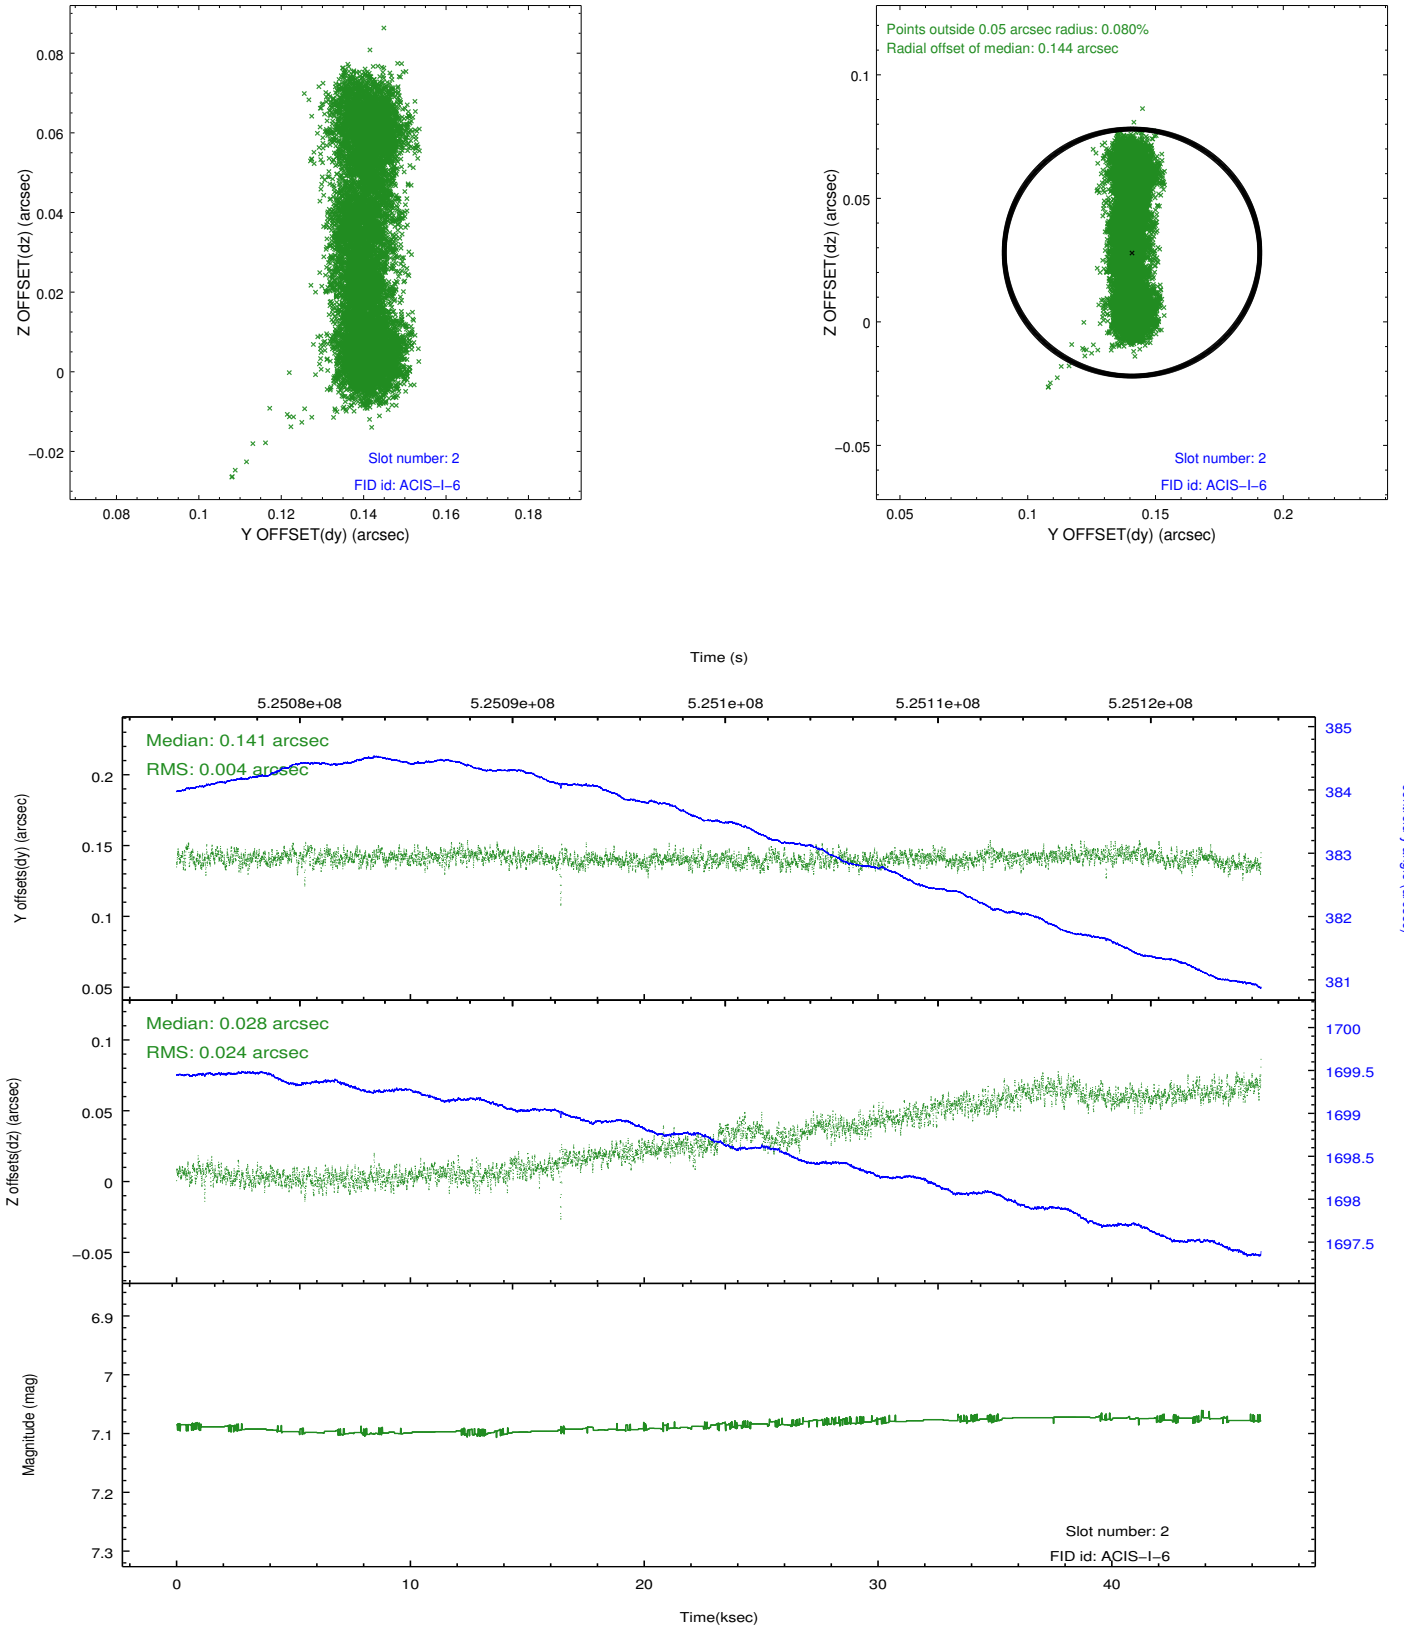 0.08
0.06
0.04
0.02
0
−0.02
Z OFFSET(dz) (arcsec)
0.08
0.1
0.12
0.14
0.16
0.18
Y OFFSET(dy) (arcsec)
Slot number: 2
FID id: ACIS−I−6
Points outside 0.05 arcsec radius: 0.080%
Radial offset of median: 0.144 arcsec
0.1
0.05
0
−0.05
Z OFFSET(dz) (arcsec)
0.05
0.1
0.15
0.2
Y OFFSET(dy) (arcsec)
Slot number: 2
FID id: ACIS−I−6
Time (s)
5.2508e+08
5.2509e+08
5.251e+08
5.2511e+08
5.2512e+08
Median: 0.141 arcsec
RMS: 0.004 arcsec
0.2
0.15
0.1
0.05
Y offsets(dy) (arcsec)
385
384
383
382
381
Median: 0.028 arcsec
RMS: 0.024 arcsec
0.1
0.05
0
−0.05
Z offsets(dz) (arcsec)
1700
1699.5
1699
1698.5
1698
1697.5
6.9
7
7.1
7.2
7.3
Magnitude (mag)
Slot number: 2
FID id: ACIS−I−6
0
10
20
30
40
Time(ksec)